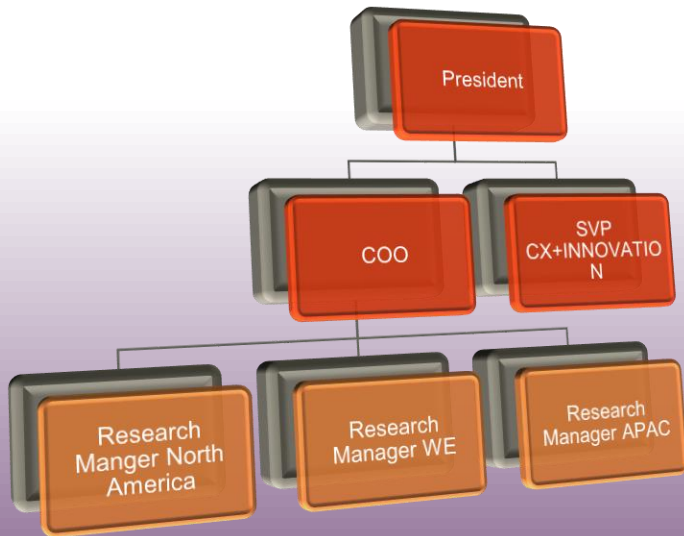 President
COO
SVP
CX+INNOVATIO
N
Research
Manger North
America
Research
Manager WE
Research
Manager APAC